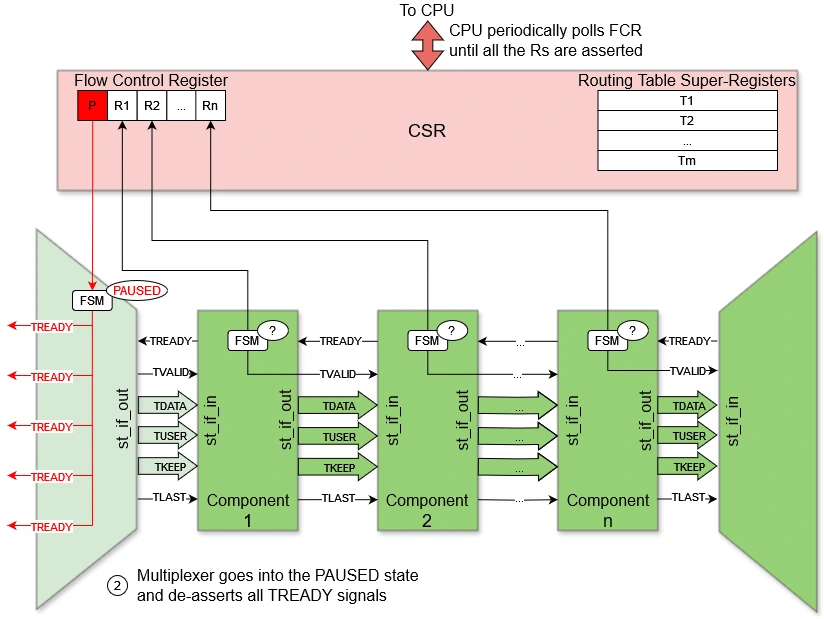 To CPU
CPU periodically polls FCR
until all the Rs are asserted
Flow Control Register
P R1 R2 ... Rn
CSR
Routing Table Super-Registers
T1
T2
...
Tm
FSM
PAUSED
TREADY
TREADY
TREADY
TREADY
TREADY
st_if_out
TREADY
TVALID
TDATA
TUSER
TKEEP
TLAST
st_if_in
FSM
?
st_if_out
Component
1
TREADY
TVALID
TDATA
TUSER
TKEEP
TLAST
st_if_in
FSM
?
st_if_out
Component
2
...
...
...
...
...
...
st_if_in
FSM
?
st_if_out
Component
n
TREADY
TVALID
TDATA
TUSER
TKEEP
TLAST
st_if_in
2
Multiplexer goes into the PAUSED state
and de-asserts all TREADY signals